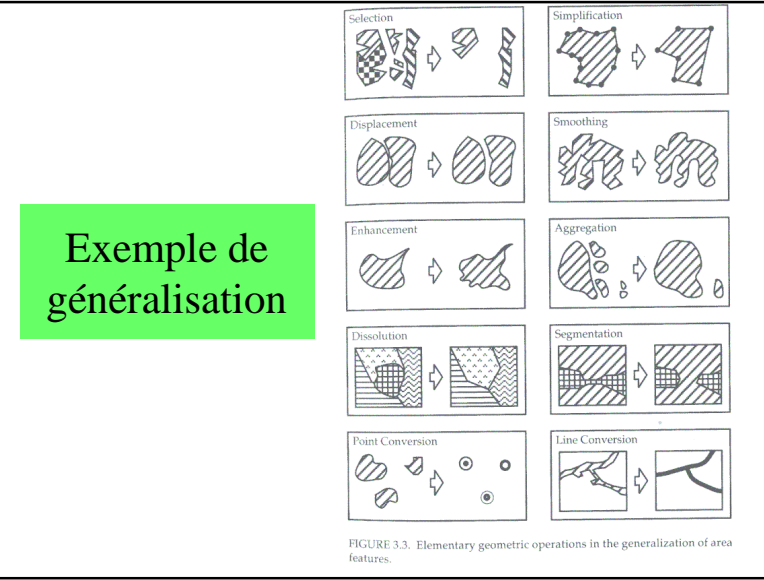 Exemple de
généralisation
Selection
Simplification
Displacement
Smoothing
Enhancement
Aggregation
Dissolution
Segmentation
Point Conversion
Line Conversion
FIGURE 3.3. Elementary geometric operations in the generalization of area
features.